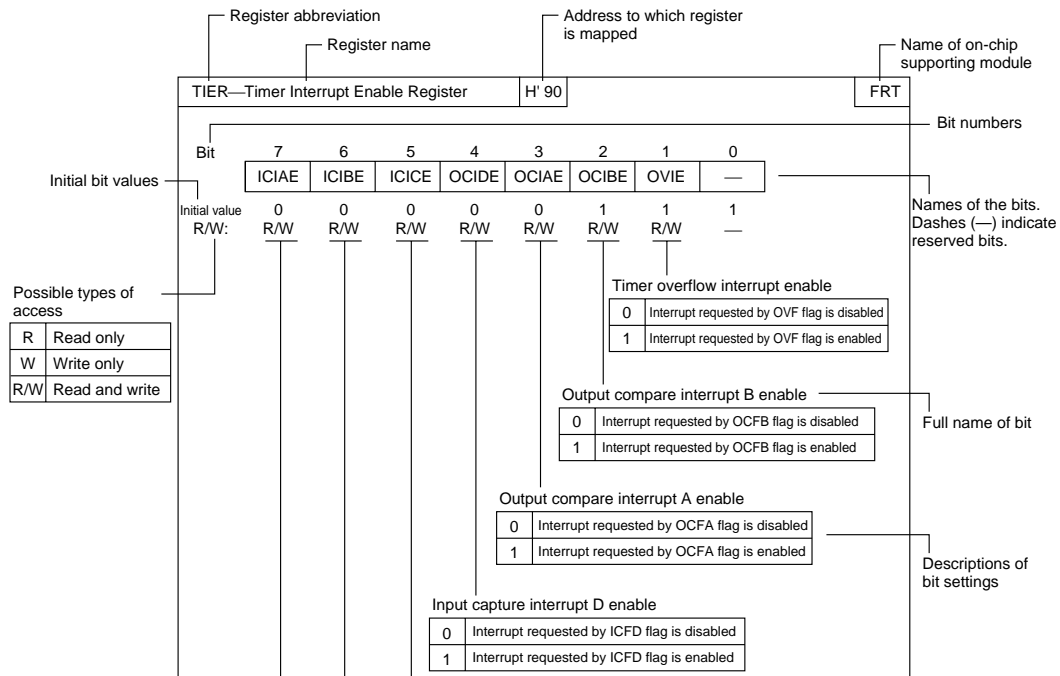 Register abbreviation
Register name
Address to which register
is mapped
Name of on-chip
supporting module
TIER—Timer Interrupt Enable Register H' 90 FRT
Bit numbers
Bit 7 6 5 4 3 2 1 0
ICIAE ICIBE ICICE OCIDE OCIAE OCIBE OVIE —
Initial bit values
Names of the bits.
Dashes (—) indicate
reserved bits.
Initial value 0 0 0 0 0 1 1 1
R/W: R/W R/W R/W R/W R/W R/W R/W —
Possible types of
access
R Read only
W Write only
R/W Read and write
Timer overflow interrupt enable
0 Interrupt requested by OVF flag is disabled
1 Interrupt requested by OVF flag is enabled
Output compare interrupt B enable
0 Interrupt requested by OCFB flag is disabled
1 Interrupt requested by OCFB flag is enabled
Full name of bit
Output compare interrupt A enable
0 Interrupt requested by OCFA flag is disabled
1 Interrupt requested by OCFA flag is enabled
Descriptions of
bit settings
Input capture interrupt D enable
0 Interrupt requested by ICFD flag is disabled
1 Interrupt requested by ICFD flag is enabled